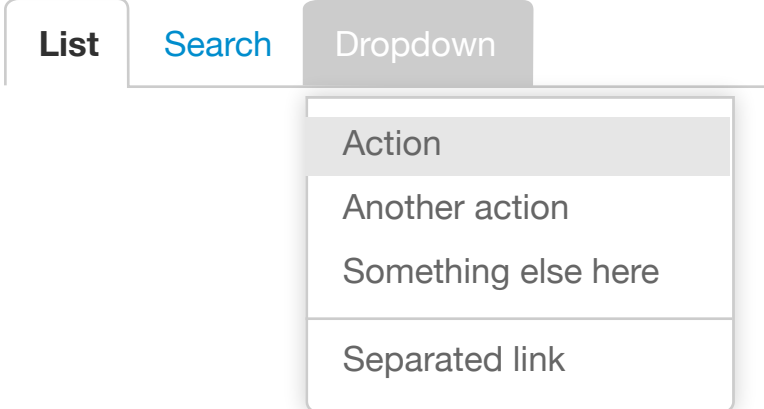 List Search Dropdown
Action
Another action
Something else here
Separated link